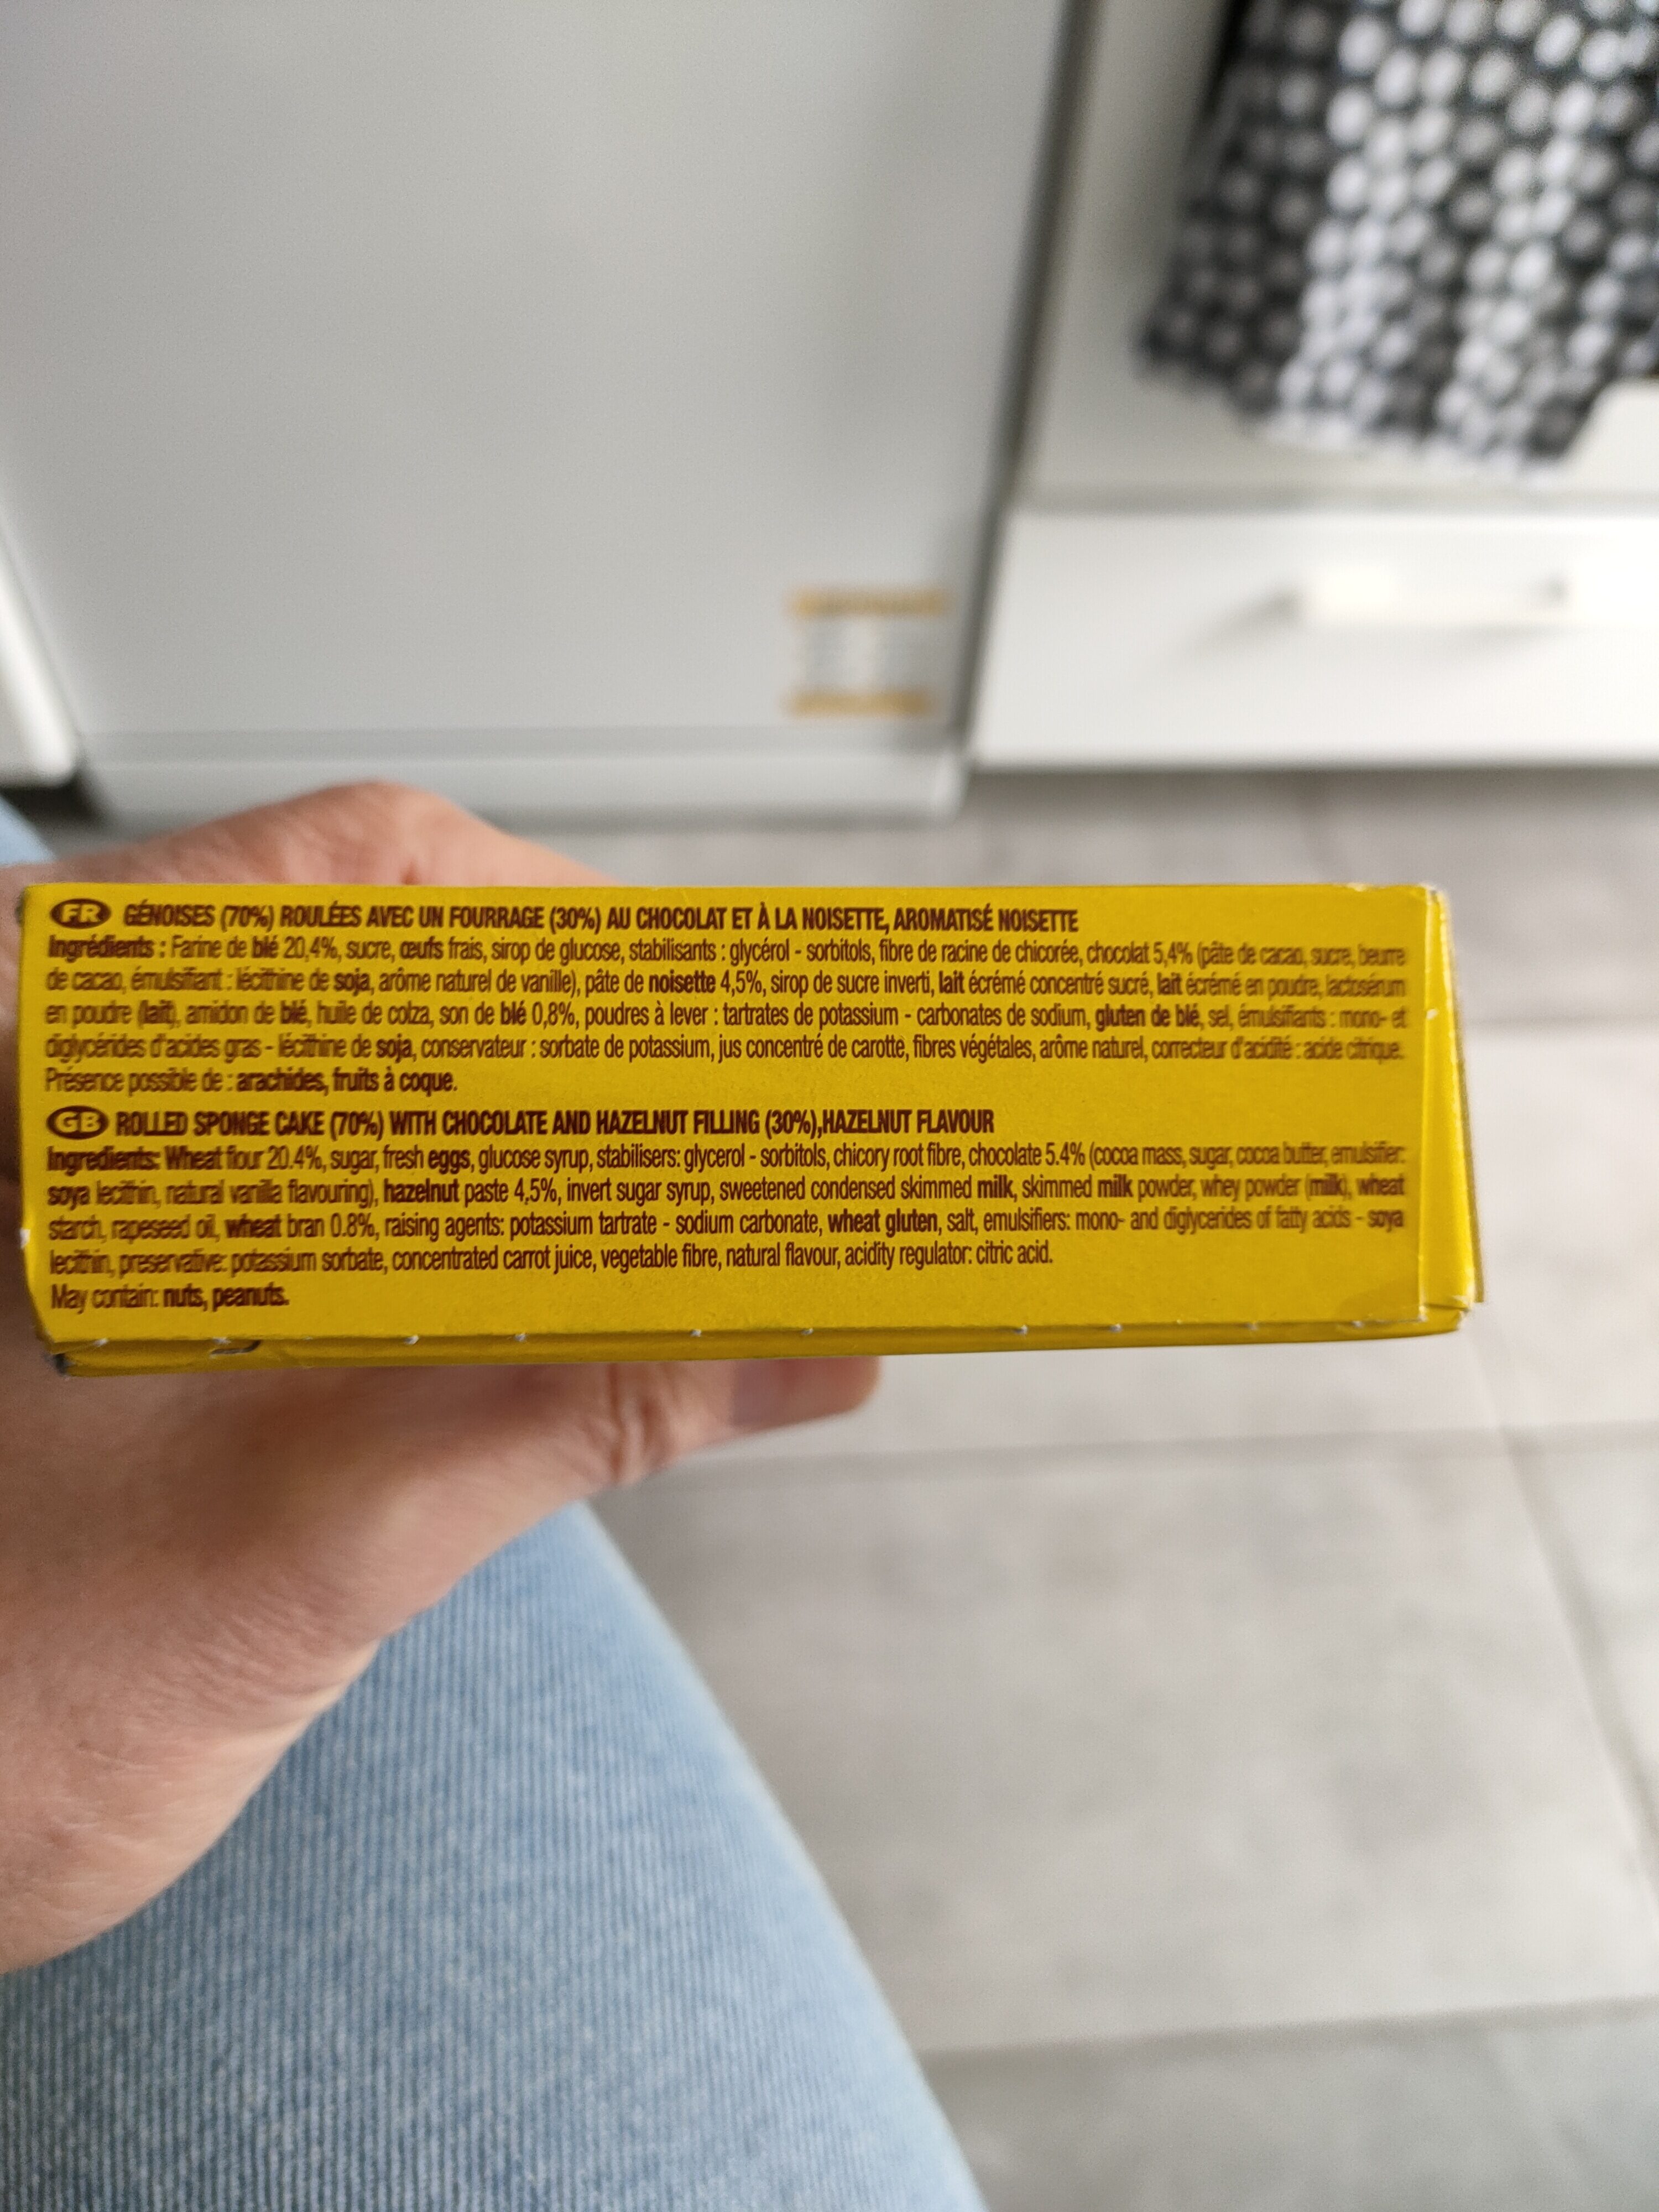 FR GÉNOISES (70%) ROULÉES AVEC UN FOURRAGE (30%) AU CHOCOLAT ET À LA NOISETTE, AROMATISÉ NOISETTE
Ingrédients : Farine de blé 20,4%, sucre, œufs frais, sirop de glucose, stabilisants : glycérol - sorbitols, fibre de racine de chicorée, chocolat 5,4% (pâte de cacao, sucre, beurre
de cacao, émulsifiant : lécithine de soja, arôme naturel de vanille), pâte de noisette 4,5%, sirop de sucre inverti, lait écrémé concentré sucré, lait écrémé en poudre, lactosérum
en poudre (lait), amidon de blé, huile de colza, son de blé 0,8%, poudres à lever : tartrates de potassium - carbonates de sodium, gluten de blé, sel, émulsifiants : mono- et
diglycérides d'acides gras - lécithine de soja, conservateur : sorbate de potassium, jus concentré de carotte, fibres végétales, arôme naturel, correcteur d'acidité : acide citrique.
Présence possible de : arachides, fruits à coque.
GB ROLLED SPONGE CAKE (70%) WITH CHOCOLATE AND HAZELNUT FILLING (30%),HAZELNUT FLAVOUR
Ingredients: Wheat flour 20.4%, sugar, fresh eggs, glucose syrup, stabilisers: glycerol - sorbitols, chicory root fibre, chocolate 5.4% (cocoa mass, sugar, cocoa butter, emulsifier:
soya lecithin, natural vanilla flavouring), hazelnut paste 4,5%, invert sugar syrup, sweetened condensed skimmed milk, skimmed milk powder, whey powder (milk), wheat
starch, rapeseed oil, wheat bran 0.8%, raising agents: potassium tartrate - sodium carbonate, wheat gluten, salt, emulsifiers: mono- and diglycerides of fatty acids - soya
lecithin, preservative: potassium sorbate, concentrated carrot juice, vegetable fibre, natural flavour, acidity regulator: citric acid.
May contain: nuts, peanuts.